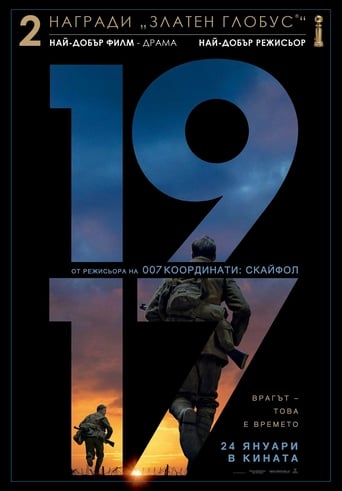 2 НАГРАДИ „ЗЛАТЕН ГЛОБУС®“
НАЙ-ДОБЪР ФИЛМ - ДРАМА НАЙ-ДОБЪР РЕЖИСЬОР
19
ОТ РЕЖИСЬОРА НА 007 КООРДИНАТИ: СКАЙФОЛ
17
ВРАГЪТ –
ТОВА
Е ВРЕМЕТО
24 ЯНУАРИ
В КИНАТА